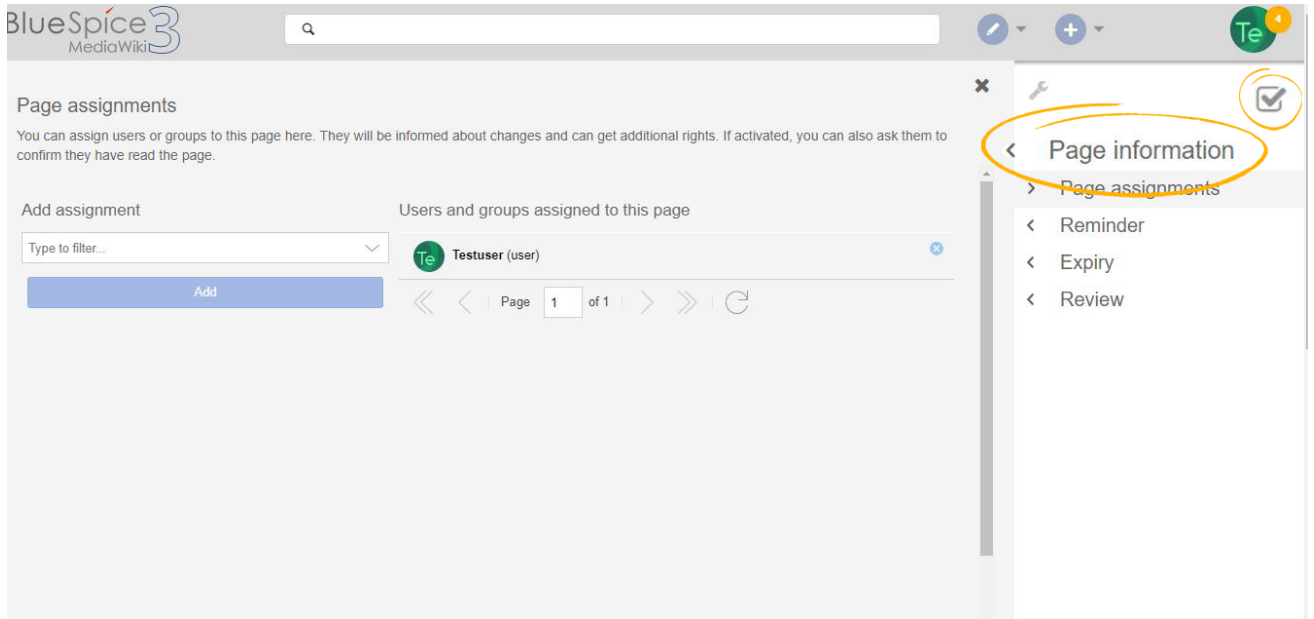 BlueSpice 3
MediaWiki
Te
4
Page assignments
You can assign users or groups to this page here. They will be informed about changes and can get additional rights. If activated, you can also ask them to
confirm they have read the page.
Add assignment
Type to filter...
Add
Users and groups assigned to this page
Te Testuser (user)
Page 1 of 1
Page information
Page assignments
Reminder
Expiry
Review